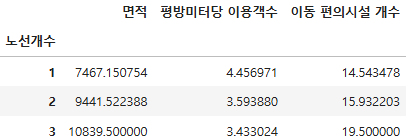 면적 평방미터당 이용객수 이동 편의시설 개수
노선개수
1 7467.150754 4.456971 14.543478
2 9441.522388 3.593880 15.932203
3 10839.500000 3.433024 19.500000